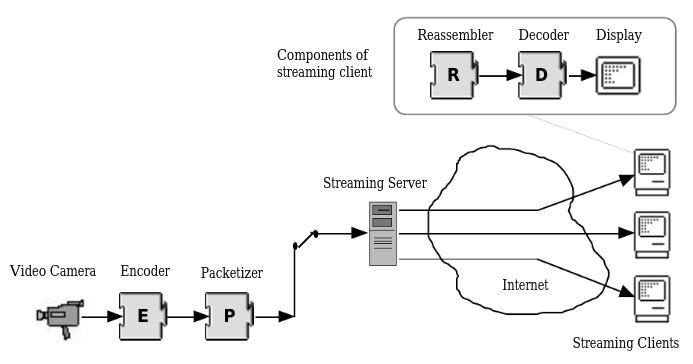 Reassembler
Decoder
Display
Components of
streaming client
R
D
Streaming Server
Video Camera
Encoder
Packetizer
E
P
Internet
Streaming Clients